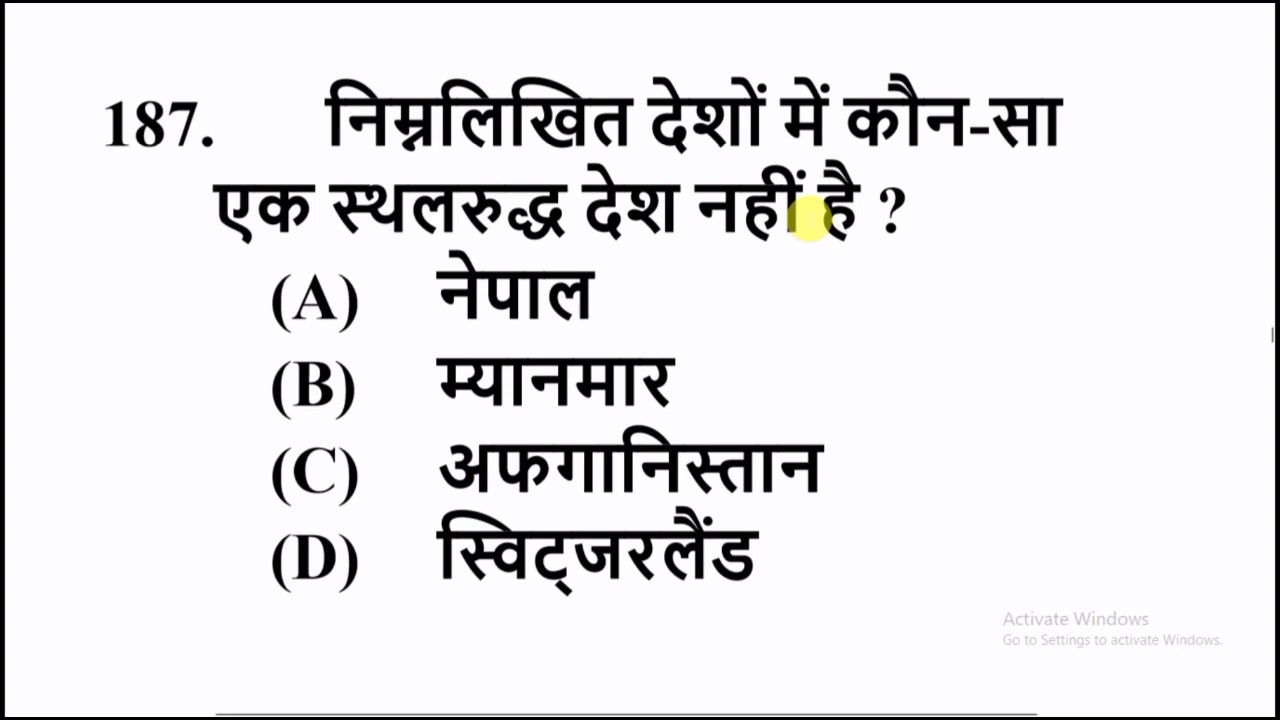 187. निम्नलिखित देशों में कौन-सा
एक स्थलरुद्ध देश नहीं है ?
(A) नेपाल
(B) म्यानमार
(C) अफगानिस्तान
(D) स्विट्जरलैंड
Activate Windows
Go to Settings to activate Windows.